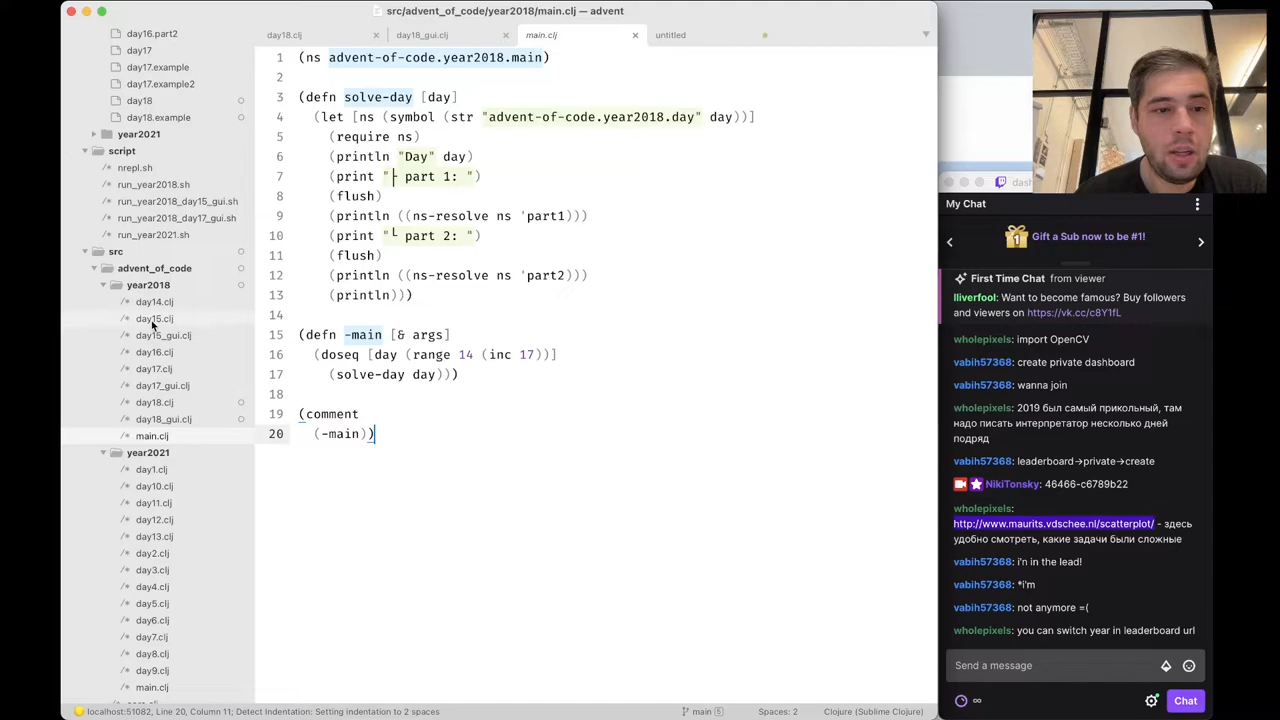 src/advent_of_code/year2018/main.clj — advent
day16.part2
day17
day17.example
day17.example2
day18
day18.example
year2021
script
nrepl.sh
run_year2018.sh
run_year2018_day15_gui.sh
run_year2018_day17_gui.sh
run_year2021.sh
src
advent_of_code
year2018
day14.clj
day15.clj
day15_gui.clj
day16.clj
day17.clj
day17_gui.clj
day18.clj
day18_gui.clj
main.clj
year2021
day1.clj
day10.clj
day11.clj
day12.clj
day13.clj
day2.clj
day3.clj
day4.clj
day5.clj
day6.clj
day7.clj
day8.clj
day9.clj
main.clj
day18.clj
day18_gui.clj
main.clj
untitled
1 (ns advent-of-code.year2018.main)
2
3 (defn solve-day [day]
4 (let [ns (symbol (str "advent-of-code.year2018.day" day))]
5 (require ns)
6 (println "Day" day)
7 (print "├ part 1: ")
8 (flush)
9 (println ((ns-resolve ns 'part1)))
10 (print "└ part 2: ")
11 (flush)
12 (println ((ns-resolve ns 'part2)))
13 (println)))
14
15 (defn -main [& args]
16 (doseq [day (range 14 (inc 17))]
17 (solve-day day)))
18
19 (comment
20 (-main))
localhost:51082, Line 20, Column 11; Detect Indentation: Setting indentation to 2 spaces
main 5
Spaces: 2
Clojure (Sublime Clojure)
dash
My Chat
1 Gift a Sub now to be #1!
First Time Chat from viewer
lliverfool: Want to become famous? Buy followers
and viewers on https://vk.cc/c8Y1fL
wholepixels: import OpenCV
vabih57368: create private dashboard
vabih57368: wanna join
wholepixels: 2019 был самый прикольный, там
надо писать интерпретатор несколько дней
подряд
vabih57368: leaderboard->private->create
NikiTonsky: 46466-c6789b22
wholepixels:
http://www.maurits.vdschee.nl/scatterplot/ - здесь
удобно смотреть, какие задачи были сложные
vabih57368: i'n in the lead!
vabih57368: *i'm
vabih57368: not anymore =(
wholepixels: you can switch year in leaderboard url
Send a message
∞
Chat